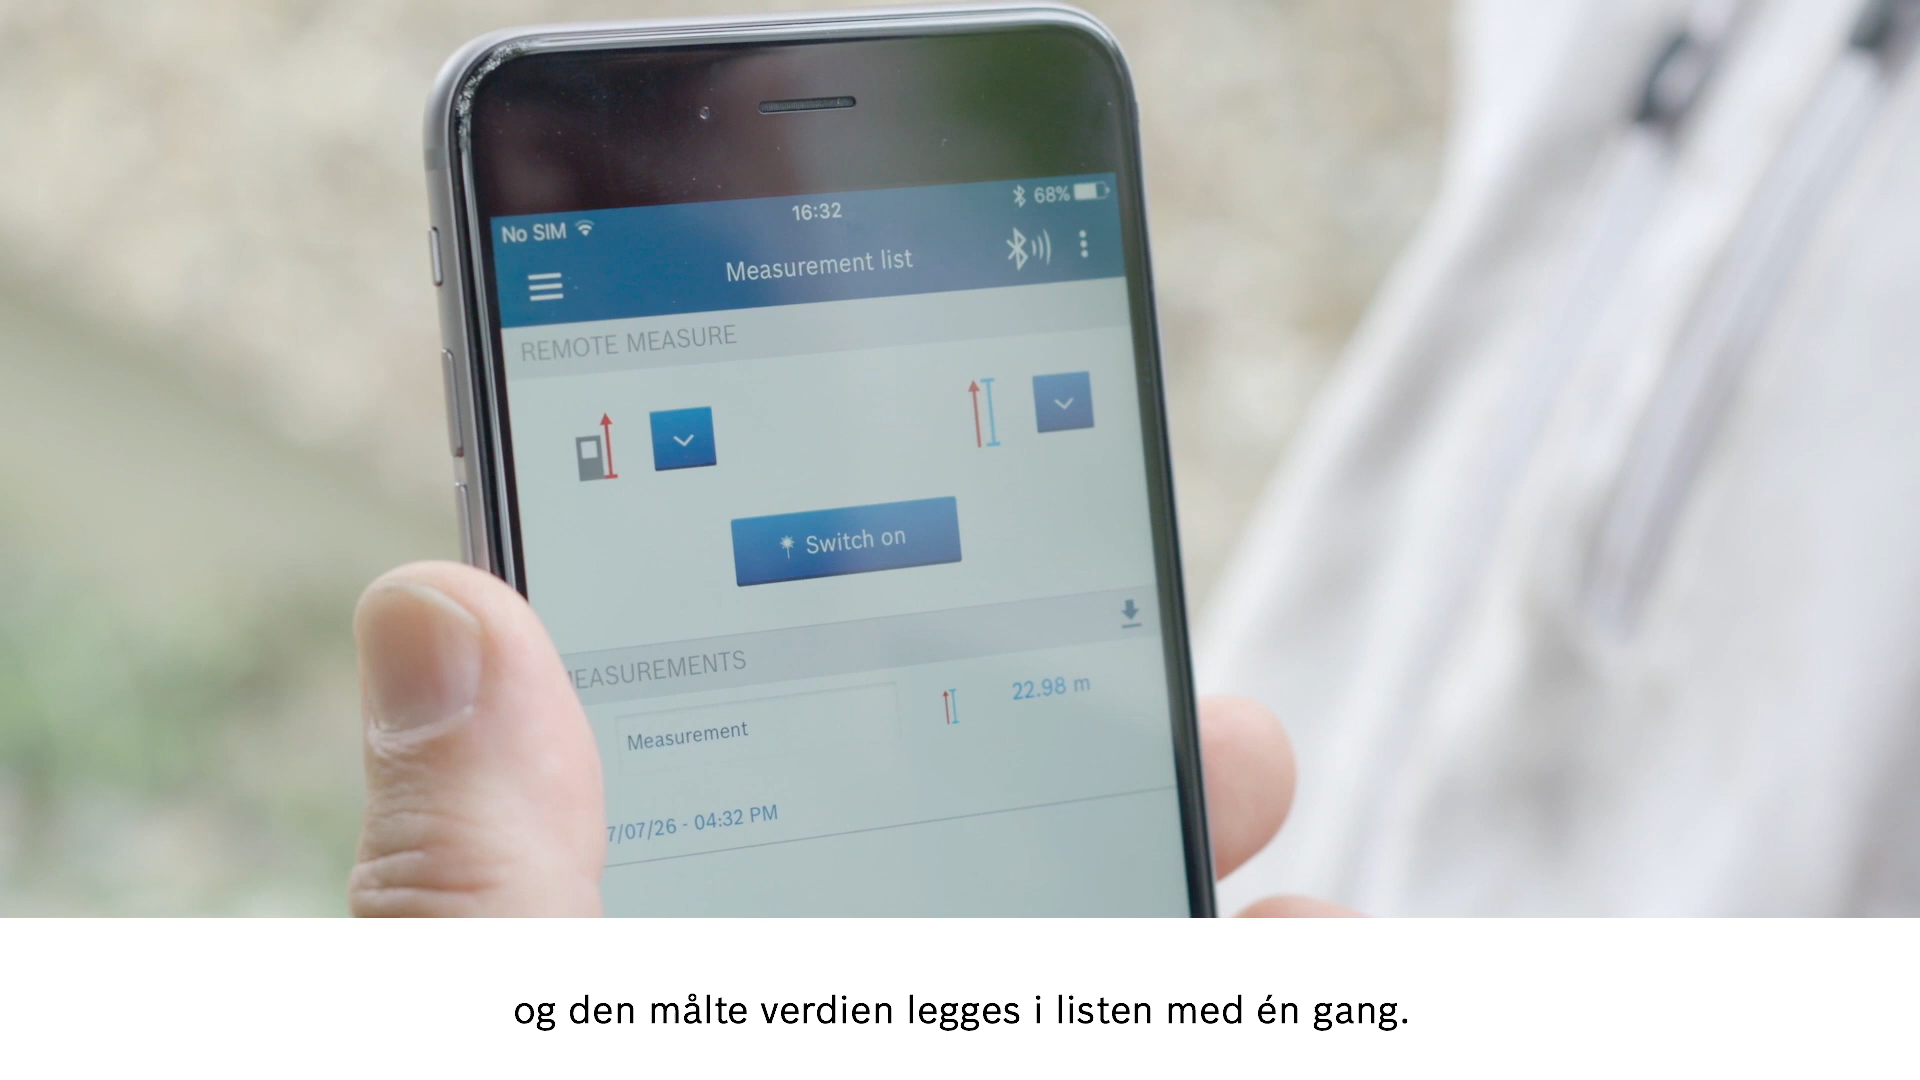 No SIM 16:32 68%
Measurement list
REMOTE MEASURE
Switch on
MEASUREMENTS
Measurement 22.98 m
7/07/26 - 04:32 PM
og den målte verdien legges i listen med én gang.